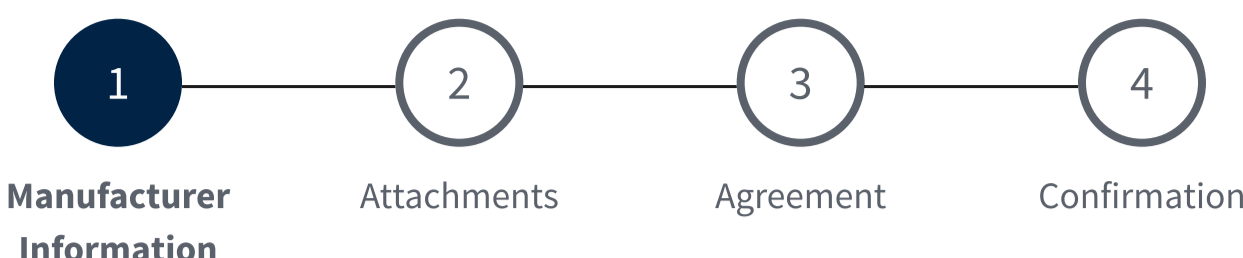 1 2 3 4
Manufacturer Attachments Agreement Confirmation
Information